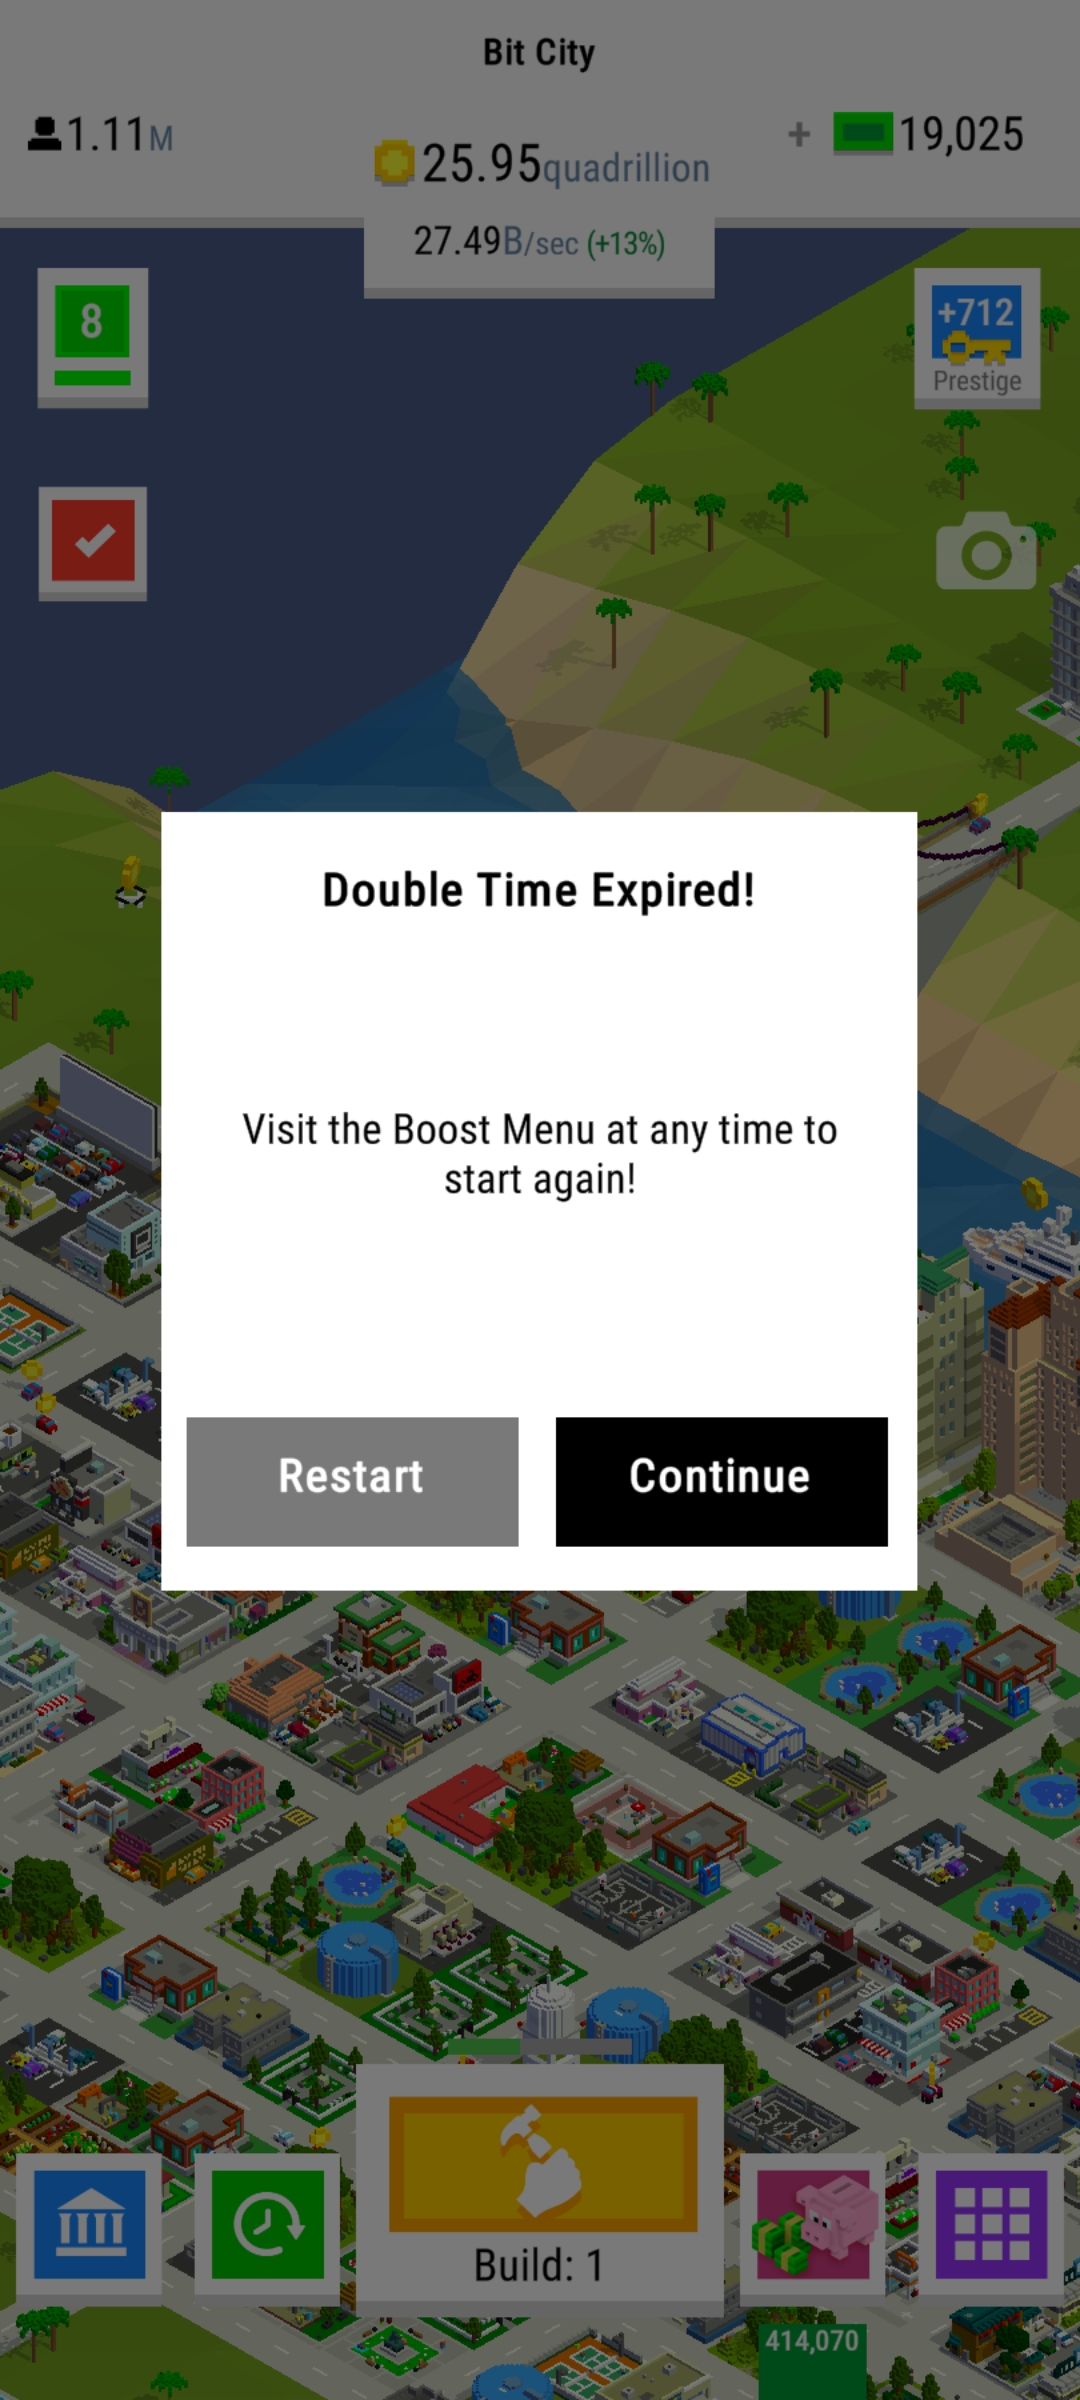 Bit City
1.11M
25.95quadrillion
+ 19,025
27.49B/sec (+13%)
8
+712
Prestige
Double Time Expired!
Visit the Boost Menu at any time to
start again!
Restart
Continue
Build: 1
414,070